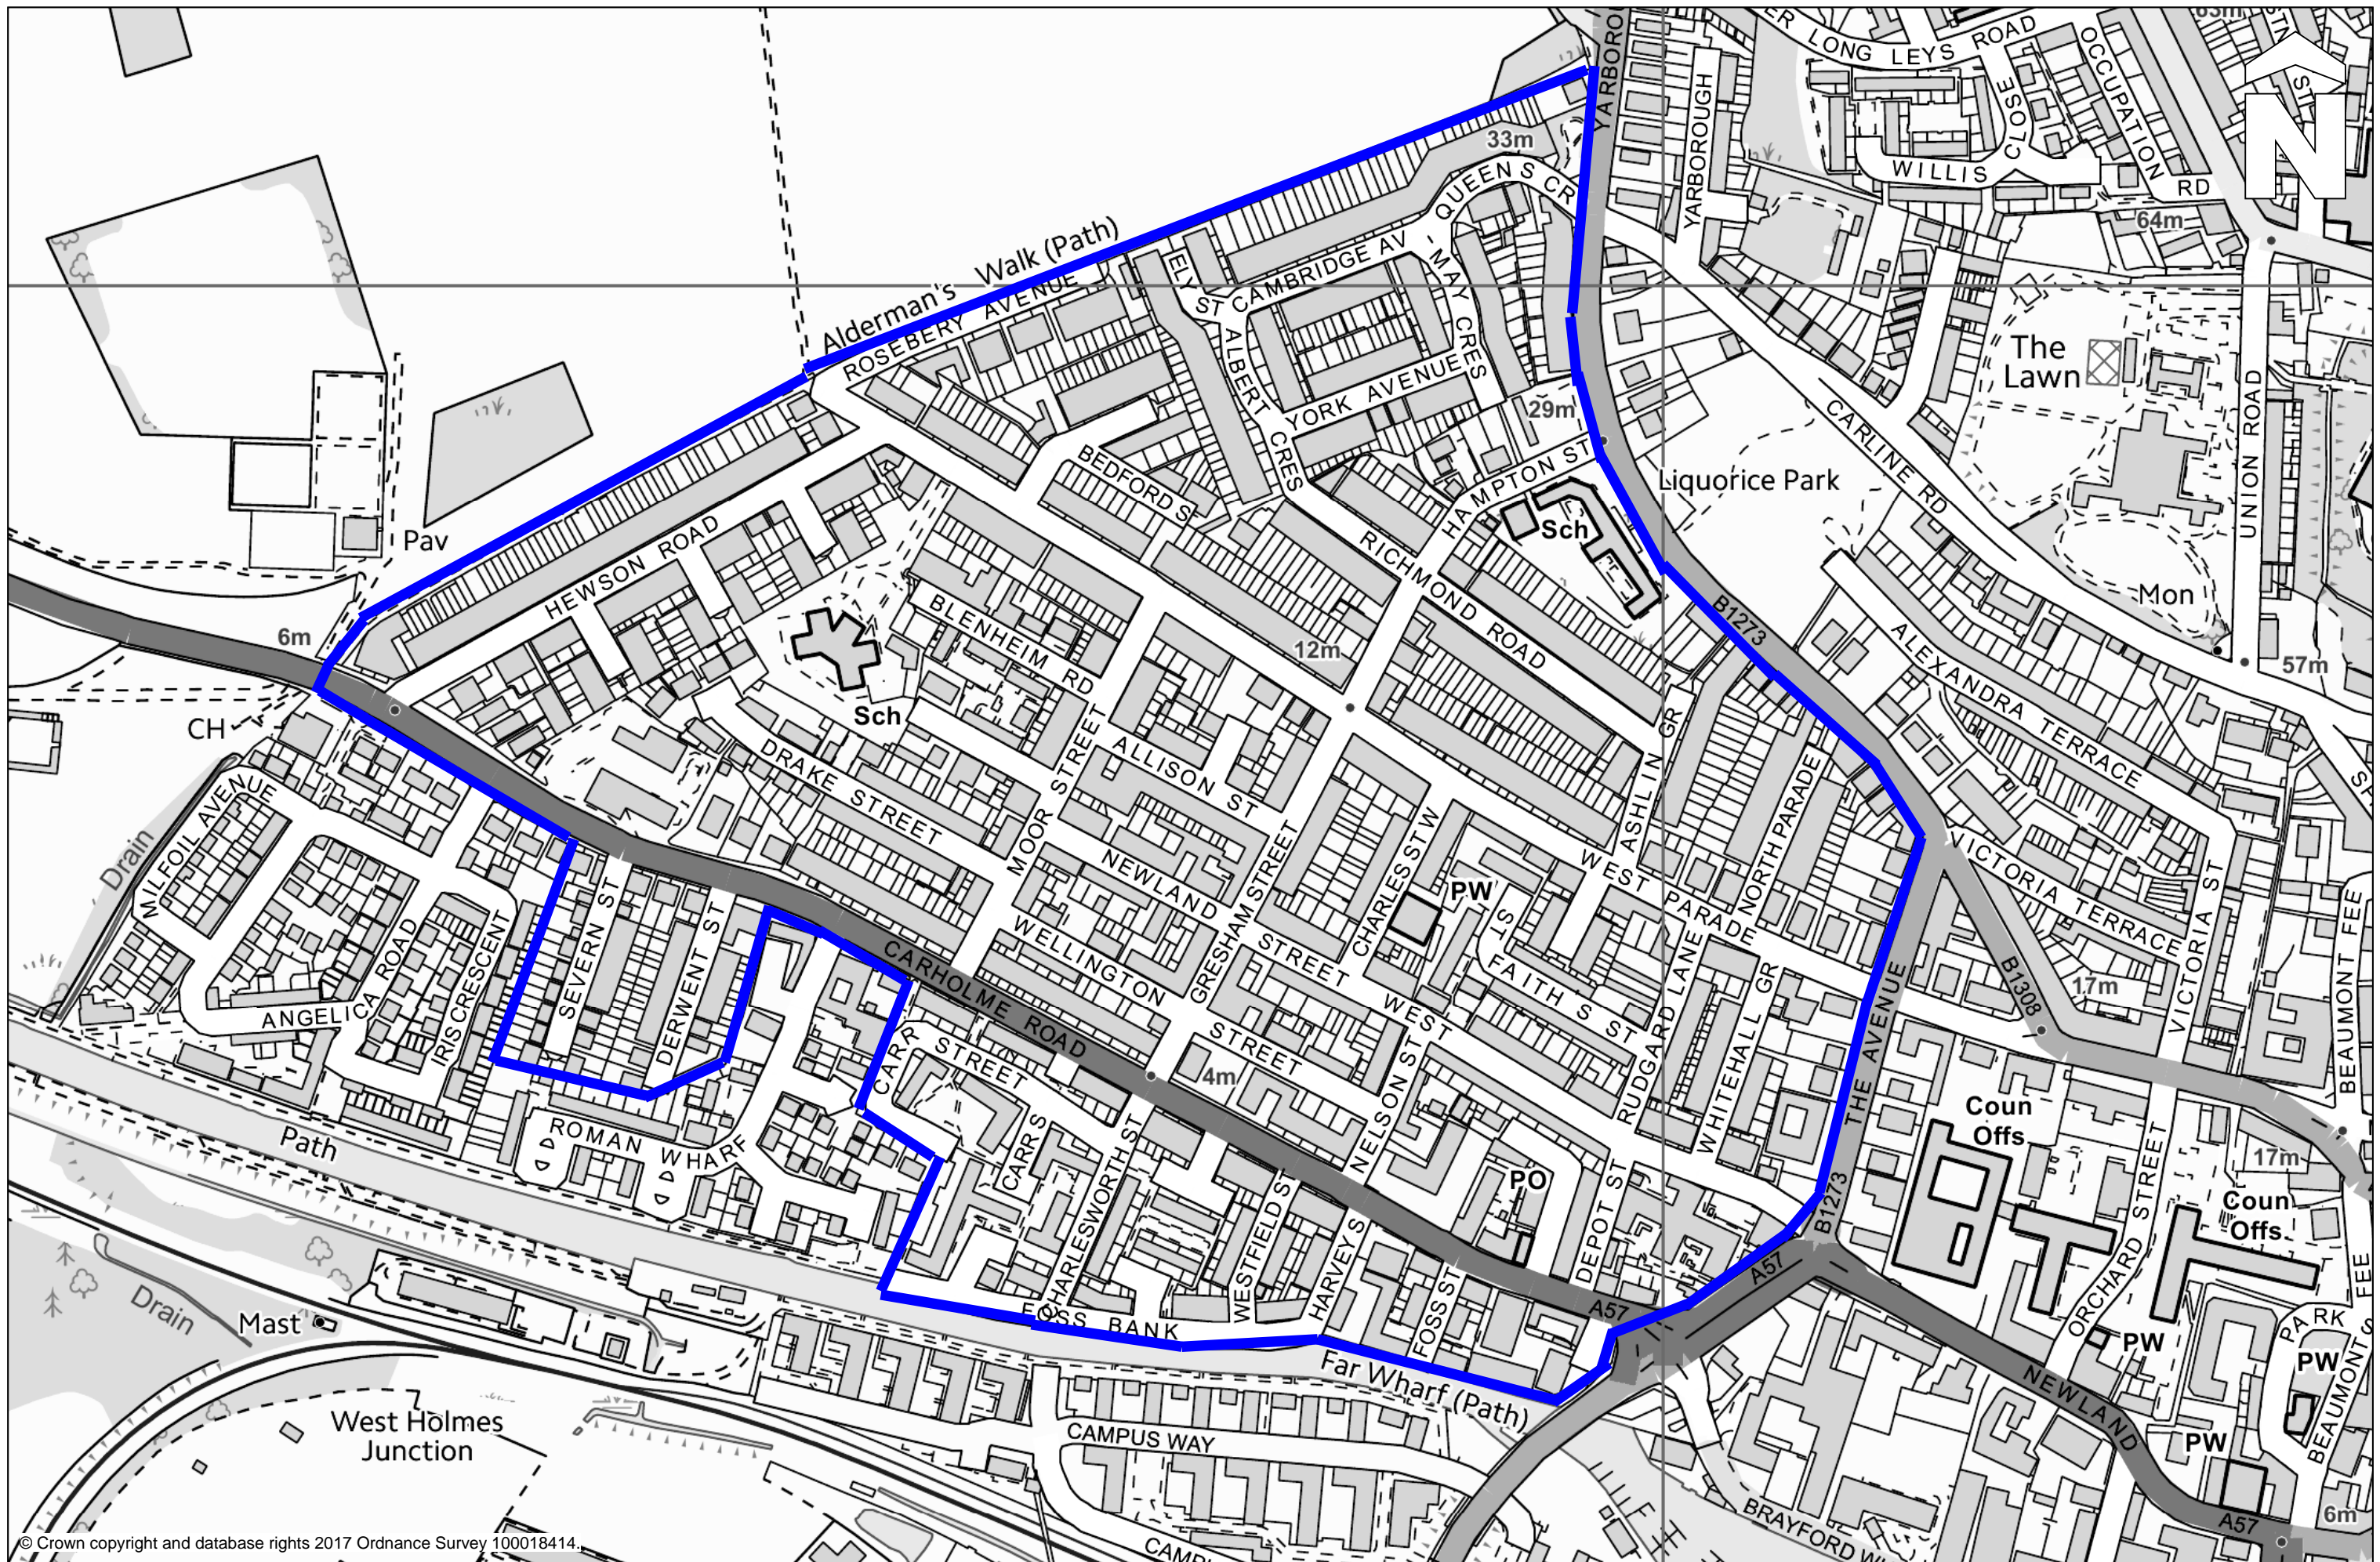 63m
LONG LEYS ROAD
OCCUPATION
RD
YARBOROU
YARBOROUGH
CLOSE
WILLIS
N
33m
QUEEN'S CR
64m
Alderman's Walk (Path)
ROSEBERY AVENUE
ELY ST
CAMBRIDGE AV
MAY CRES
ALBERT CRES
YORK AVENUE
The
Lawn
UNION ROAD
29m
CARLINE RD
HAMPTON ST
Liquorice Park
BEDFORD S
Sch
RICHMOND ROAD
Pav
HEWSON ROAD
B1273
6m
BLENHEIM RD
12m
Mon
57m
ALEXANDRA TERRACE
CH
Sch
DRAKE STREET
MOOR STREET
ALLISON ST
ASHLIN GR
NORTH PARADE
Drain
MILFOIL AVENUE
NEWLAND STREET WEST
GRESHAM STREET
CHARLES ST W
PW
WEST PARADE
VICTORIA TERRACE
VICTORIA ST
BEAUMONT FEE
SEVERN ST
DERWENT ST
CARHOLME ROAD
WELLINGTON STREET
FAITH'S ST
RUDGARD LANE
WHITEHALL GR
THE AVENUE
B1308
17m
ANGELICA ROAD
IRIS CRESCENT
CARR STREET
4m
NELSON ST
Coun
Offs
ROMAN WHARF
Path
CARR S
CHARLESWORTH ST
WESTFIELD S
HARVEY S
PO
DEPOT ST
B1273
ORCHARD STREET
17m
Coun
Offs
FEE
Drain
Mast
FOSS BANK
FOSS ST
A57
A57
PARK
PW
PW
BEAUMONT
Far Wharf (Path)
NEWLAND
West Holmes
Junction
CAMPUS WAY
PW
BRAYFORD W
A57
6m
© Crown copyright and database rights 2017 Ordnance Survey 100018414.